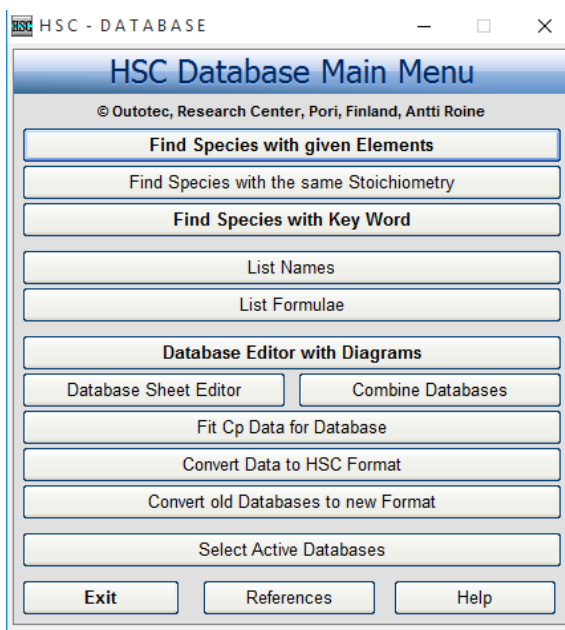 HSC HSC - DATABASE
HSC Database Main Menu
© Outotec, Research Center, Pori, Finland, Antti Roine
Find Species with given Elements
Find Species with the same Stoichiometry
Find Species with Key Word
List Names
List Formulae
Database Editor with Diagrams
Database Sheet Editor Combine Databases
Fit Cp Data for Database
Convert Data to HSC Format
Convert old Databases to new Format
Select Active Databases
Exit References Help